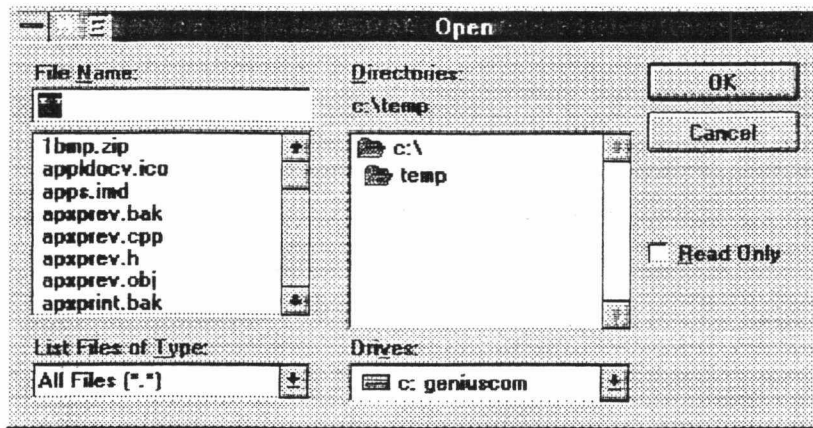 Open
File Name:
1bmp.zip
appldocv.ico
apps.imd
apxprev.bak
apxprev.cpp
apxprev.h
apxprev.obj
apxprint.bak
List Files of Type:
All Files (*.*)
Directories:
c:\temp
c:\
temp
Drives:
c: geniuscom
OK
Cancel
Read Only